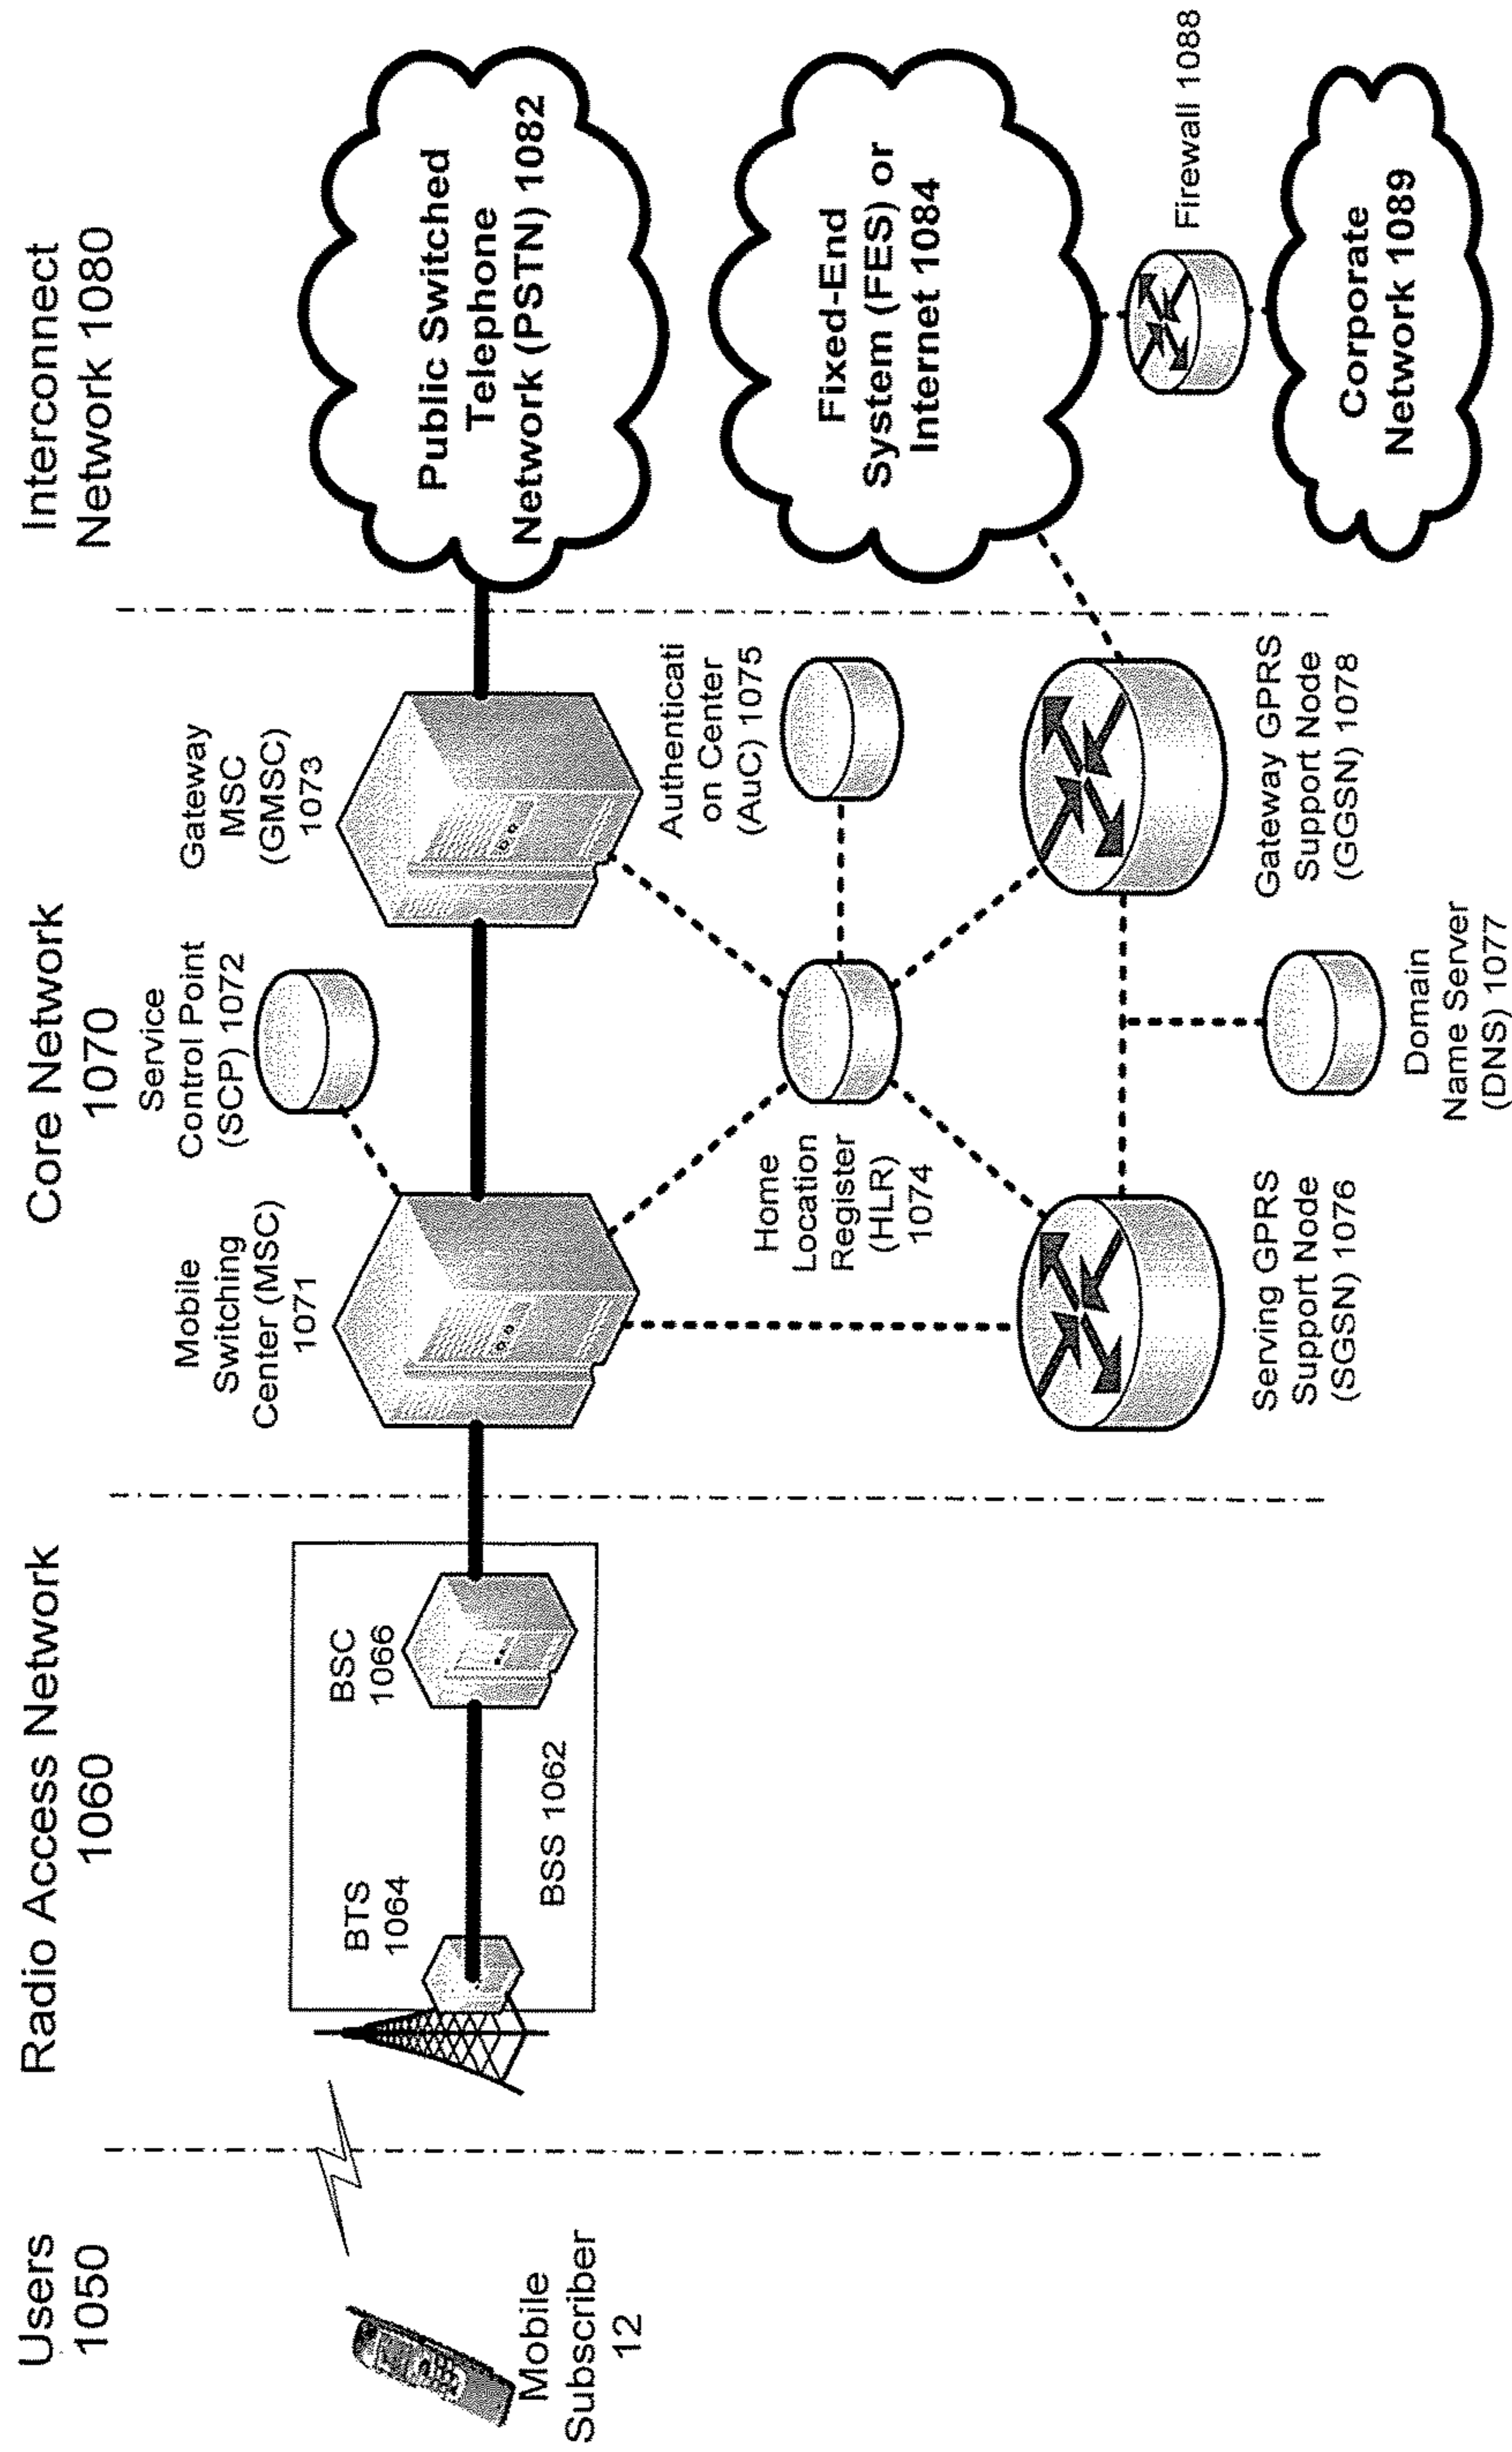 Users
1050
Radio Access Network
1060
Core Network
1070
Interconnect
Network 1080
Mobile
Subscriber
12
BTS
1064
BSC
1066
BSS 1062
Mobile
Switching
Center (MSC)
1071
Service
Control Point
(SCP) 1072
Gateway
MSC
(GMSC)
1073
Home
Location
Register
(HLR)
1074
Authenticati
on Center
(AuC) 1075
Serving GPRS
Support Node
(SGSN) 1076
Domain
Name Server
(DNS) 1077
Gateway GPRS
Support Node
(GGSN) 1078
Public Switched
Telephone
Network (PSTN) 1082
Fixed-End
System (FES) or
Internet 1084
Firewall 1088
Corporate
Network 1089